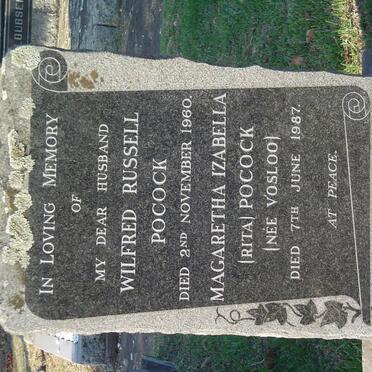 IN LOVING MEMORY
OF
MY DEAR HUSBAND
WILFRED RUSSELL
POCOCK
DIED 2ND NOVEMBER 1960.
MAGARETHA IZABELLA
(RITA) POCOCK
(NÉE VOSLOO)
DIED 7TH JUNE 1987.
AT PEACE.